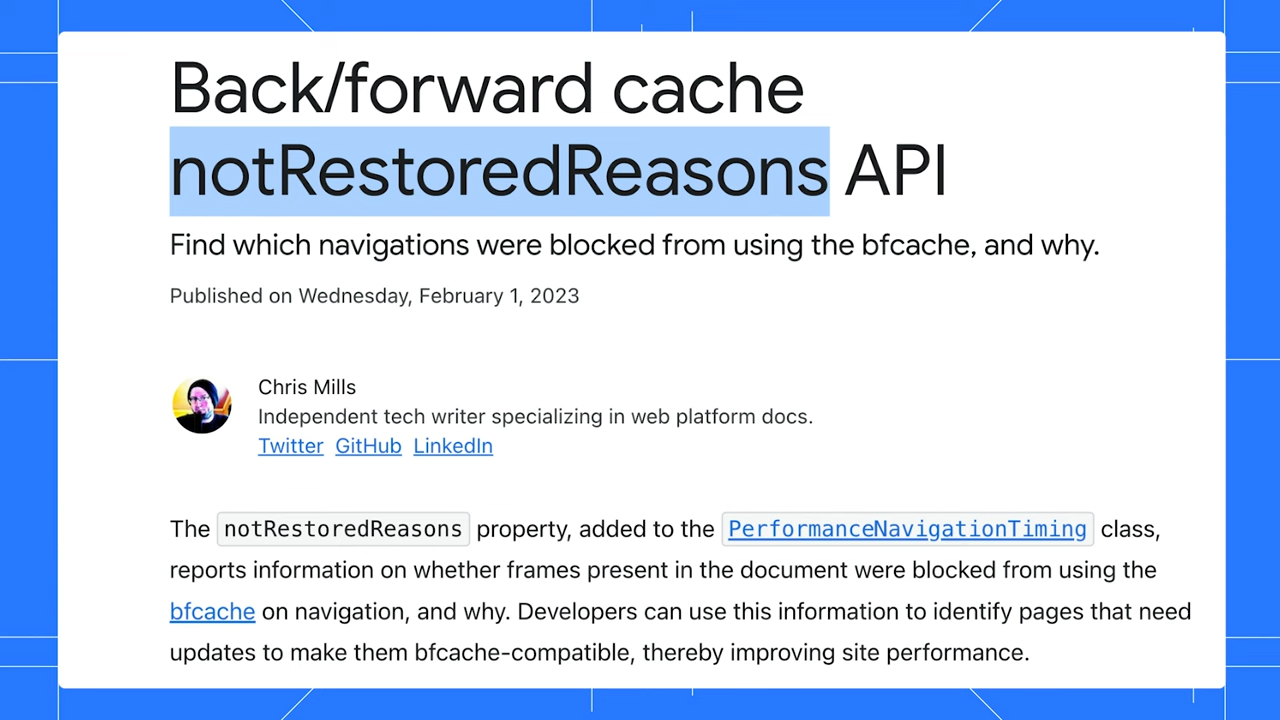 Back/forward cache
notRestoredReasons API
Find which navigations were blocked from using the bfcache, and why.
Published on Wednesday, February 1, 2023
Chris Mills
Independent tech writer specializing in web platform docs.
Twitter GitHub LinkedIn
The notRestoredReasons property, added to the PerformanceNavigationTiming class,
reports information on whether frames present in the document were blocked from using the
bfcache on navigation, and why. Developers can use this information to identify pages that need
updates to make them bfcache-compatible, thereby improving site performance.